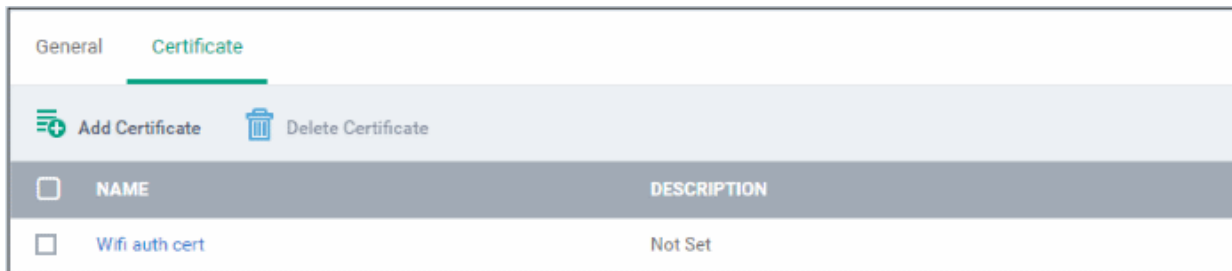 General Certificate
Add Certificate Delete Certificate
NAME DESCRIPTION
Wifi auth cert Not Set